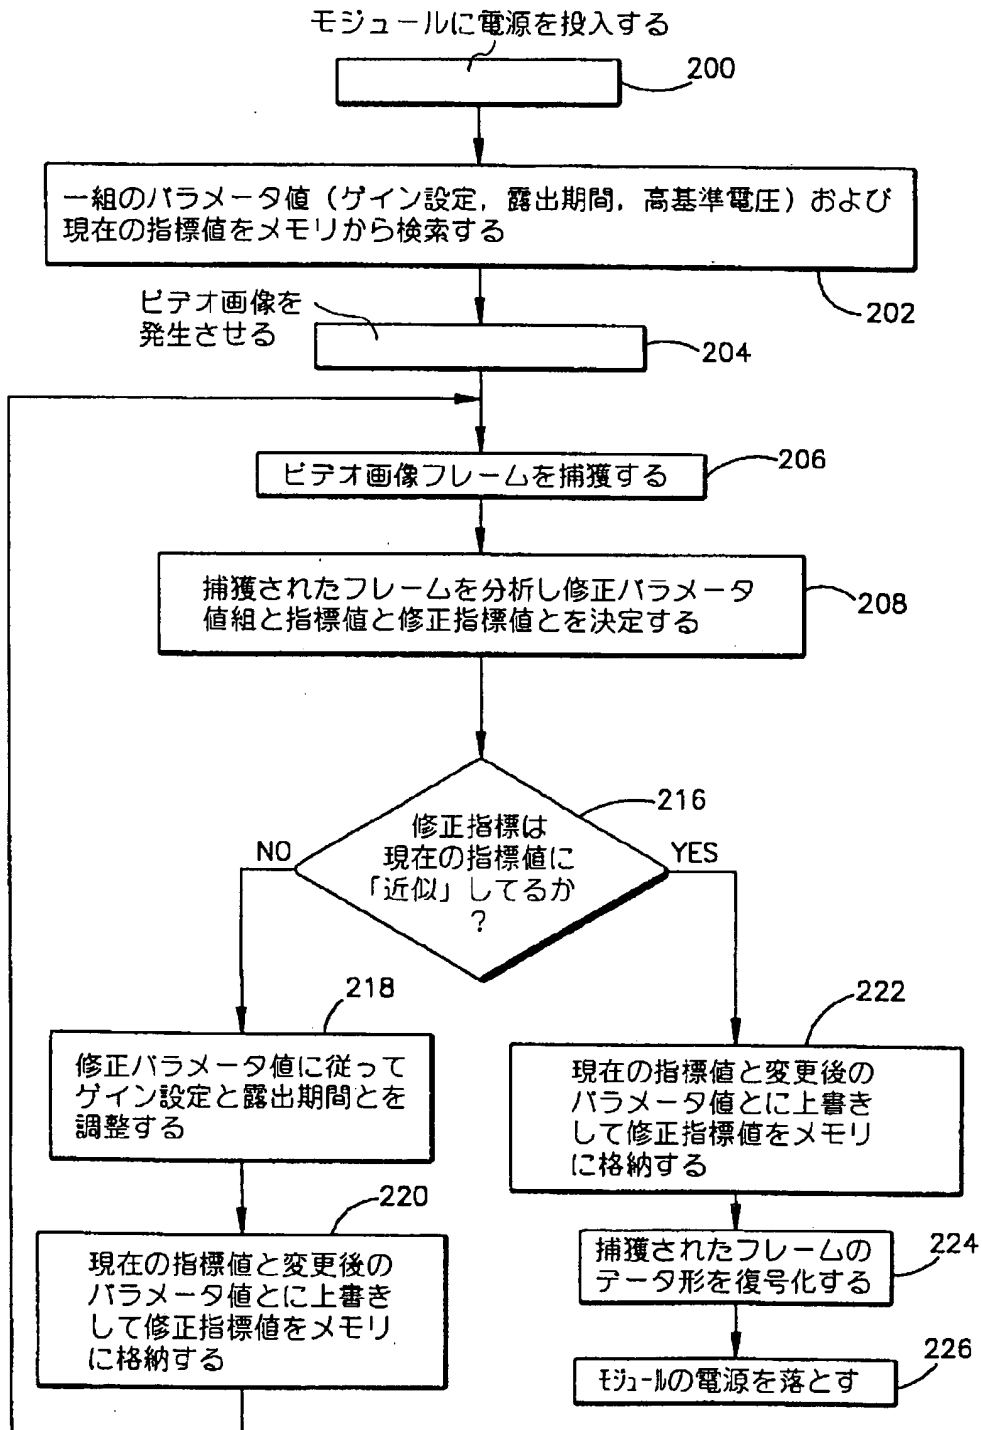 モジュールに電源を投入する
200
一組のパラメータ値（ゲイン設定，露出期間，高基準電圧）および
現在の指標値をメモリから検索する
202
ビデオ画像を
発生させる
204
ビデオ画像フレームを捕獲する
206
捕獲されたフレームを分析し修正パラメータ
値組と指標値と修正指標値とを決定する
208
修正指標は
現在の指標値に
「近似」してるか
?
216
NO
YES
218
修正パラメータ値に従って
ゲイン設定と露出期間とを
調整する
220
現在の指標値と変更後の
パラメータ値とに上書き
して修正指標値をメモリ
に格納する
222
現在の指標値と変更後の
パラメータ値とに上書き
して修正指標値をメモリ
に格納する
捕獲されたフレームの
データ形を復号化する
224
ﾓｼﾞｭｰﾙの電源を落とす
226